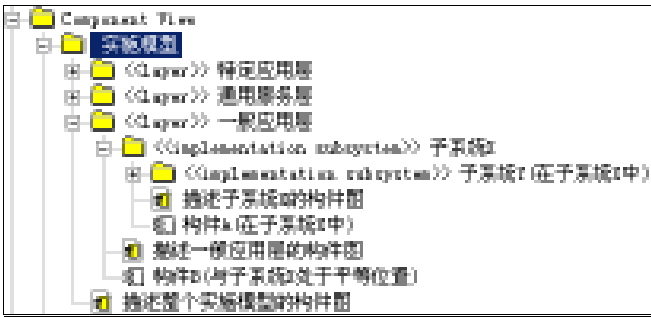 Component View
实施模型
<<layer>> 特定应用层
<<layer>> 通用服务层
<<layer>> 一般应用层
<<implementation subsystem>> 子系统X
<<implementation subsystem>> 子系统Y(在子系统X中)
描述子系统X的构件图
构件A(在子系统X中)
描述一般应用层的构件图
构件B(与子系统X处于平等位置)
描述整个实施模型的构件图